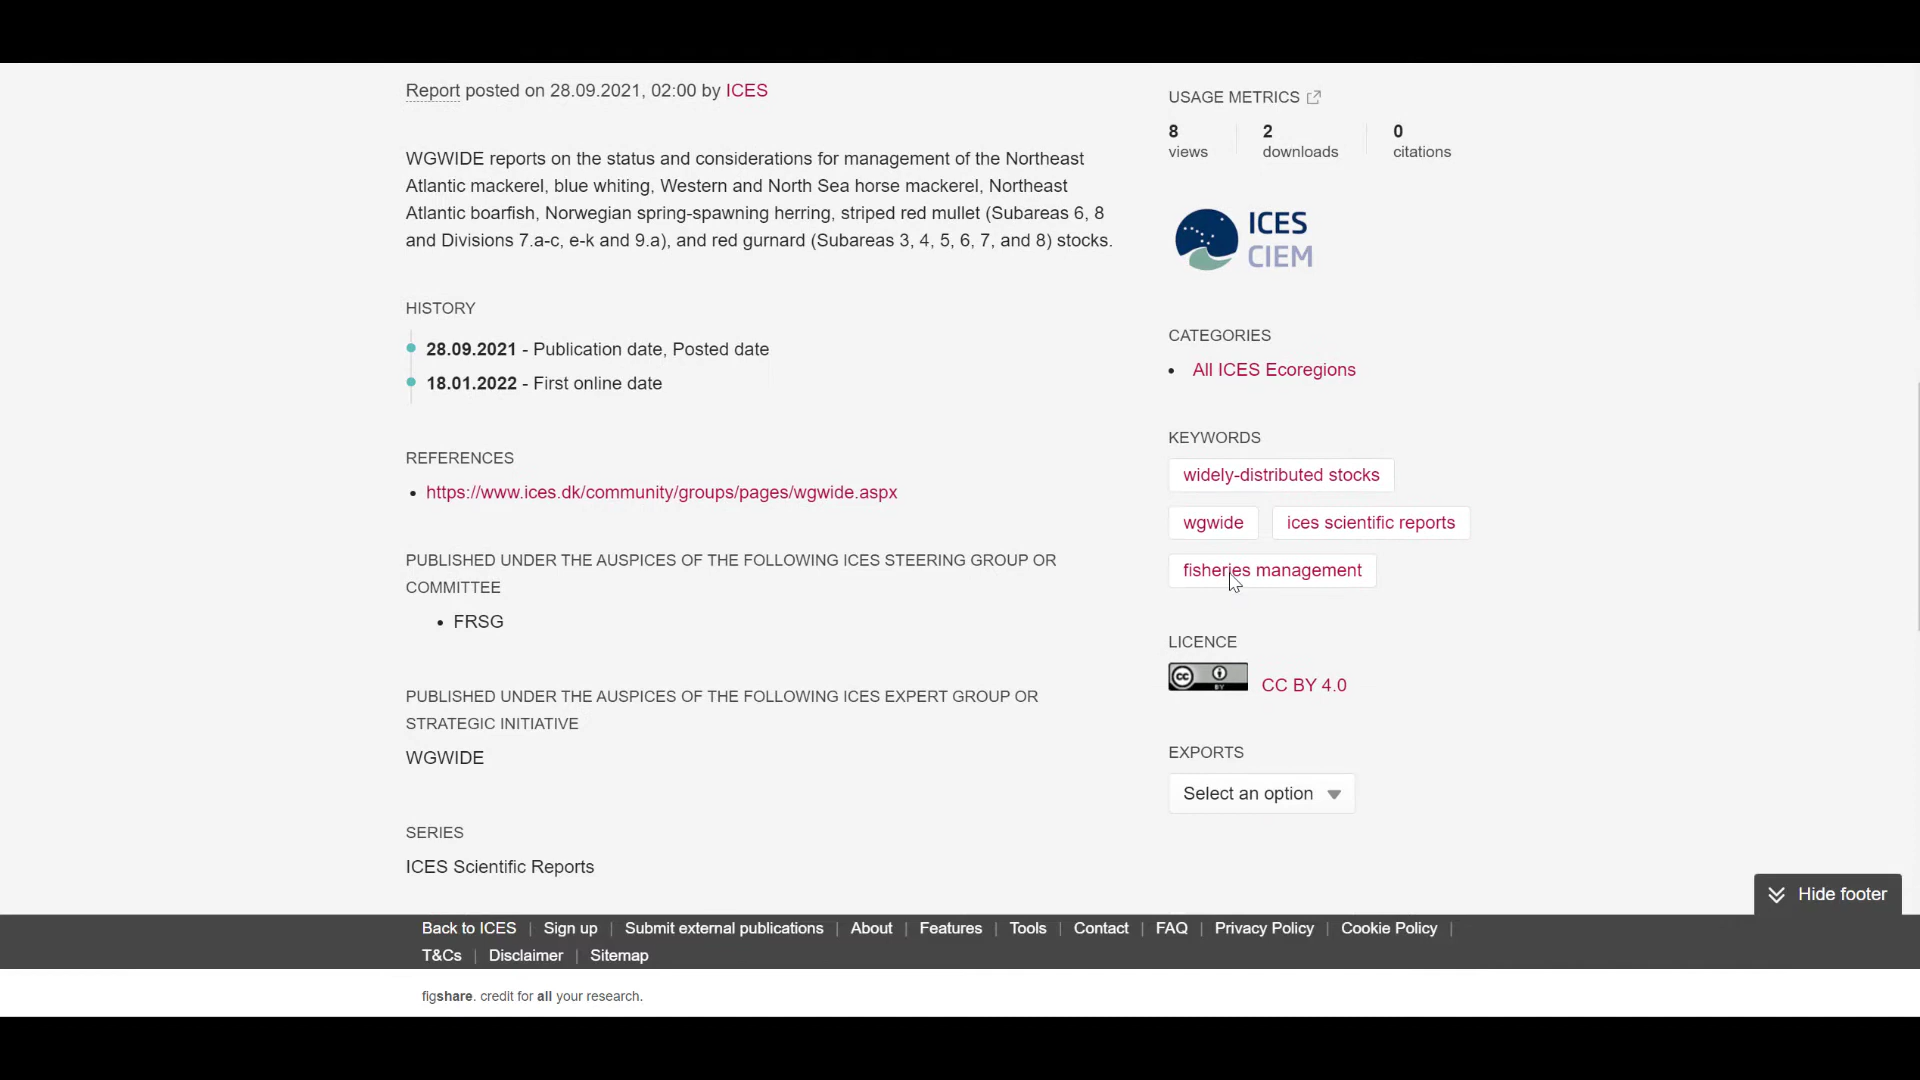 Report posted on 28.09.2021, 02:00 by ICES
WGWIDE reports on the status and considerations for management of the Northeast
Atlantic mackerel, blue whiting, Western and North Sea horse mackerel, Northeast
Atlantic boarfish, Norwegian spring-spawning herring, striped red mullet (Subareas 6, 8
and Divisions 7.a-c, e-k and 9.a), and red gurnard (Subareas 3, 4, 5, 6, 7, and 8) stocks.
HISTORY
28.09.2021 - Publication date, Posted date
18.01.2022 - First online date
REFERENCES
https://www.ices.dk/community/groups/pages/wgwide.aspx
PUBLISHED UNDER THE AUSPICES OF THE FOLLOWING ICES STEERING GROUP OR
COMMITTEE
FRSG
PUBLISHED UNDER THE AUSPICES OF THE FOLLOWING ICES EXPERT GROUP OR
STRATEGIC INITIATIVE
WGWIDE
SERIES
ICES Scientific Reports
USAGE METRICS
8 2 0
views downloads citations
ICES
CIEM
CATEGORIES
All ICES Ecoregions
KEYWORDS
widely-distributed stocks
wgwide ices scientific reports
fisheries management
LICENCE
cc BY CC BY 4.0
EXPORTS
Select an option
Hide footer
Back to ICES | Sign up | Submit external publications | About | Features | Tools | Contact | FAQ | Privacy Policy | Cookie Policy |
T&Cs | Disclaimer | Sitemap
figshare. credit for all your research.